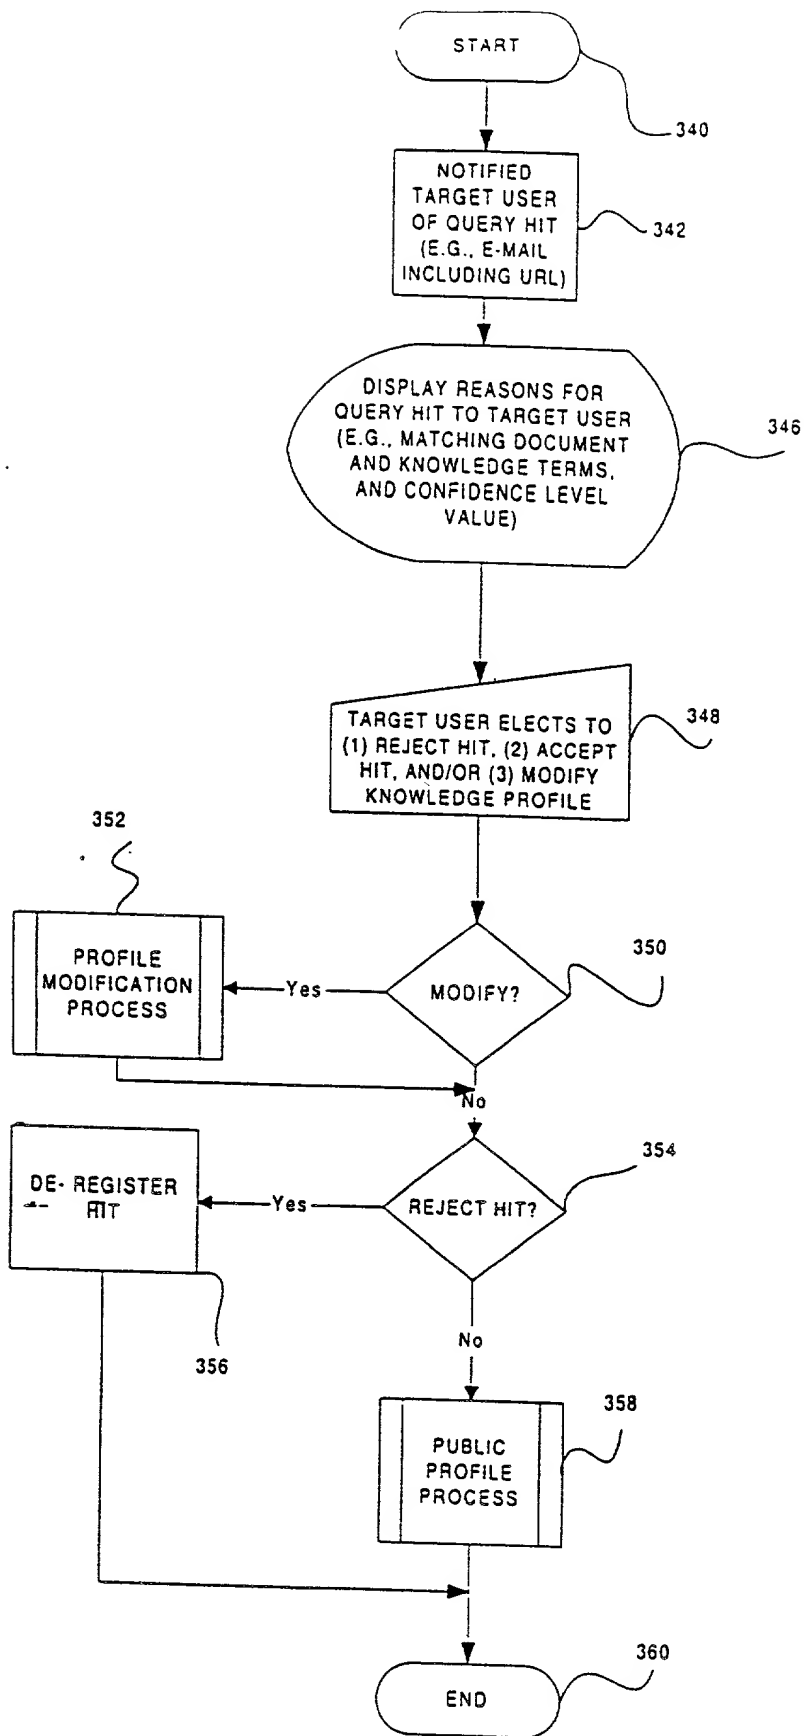 START
340
NOTIFIED
TARGET USER
OF QUERY HIT
(E.G., E-MAIL
INCLUDING URL)
342
DISPLAY REASONS FOR
QUERY HIT TO TARGET USER
(E.G., MATCHING DOCUMENT
AND KNOWLEDGE TERMS,
AND CONFIDENCE LEVEL
VALUE)
346
TARGET USER ELECTS TO
(1) REJECT HIT, (2) ACCEPT
HIT, AND/OR (3) MODIFY
KNOWLEDGE PROFILE
348
352
PROFILE
MODIFICATION
PROCESS
Yes
MODIFY?
350
No
DE- REGISTER
HIT
Yes
REJECT HIT?
354
356
No
358
PUBLIC
PROFILE
PROCESS
END
360